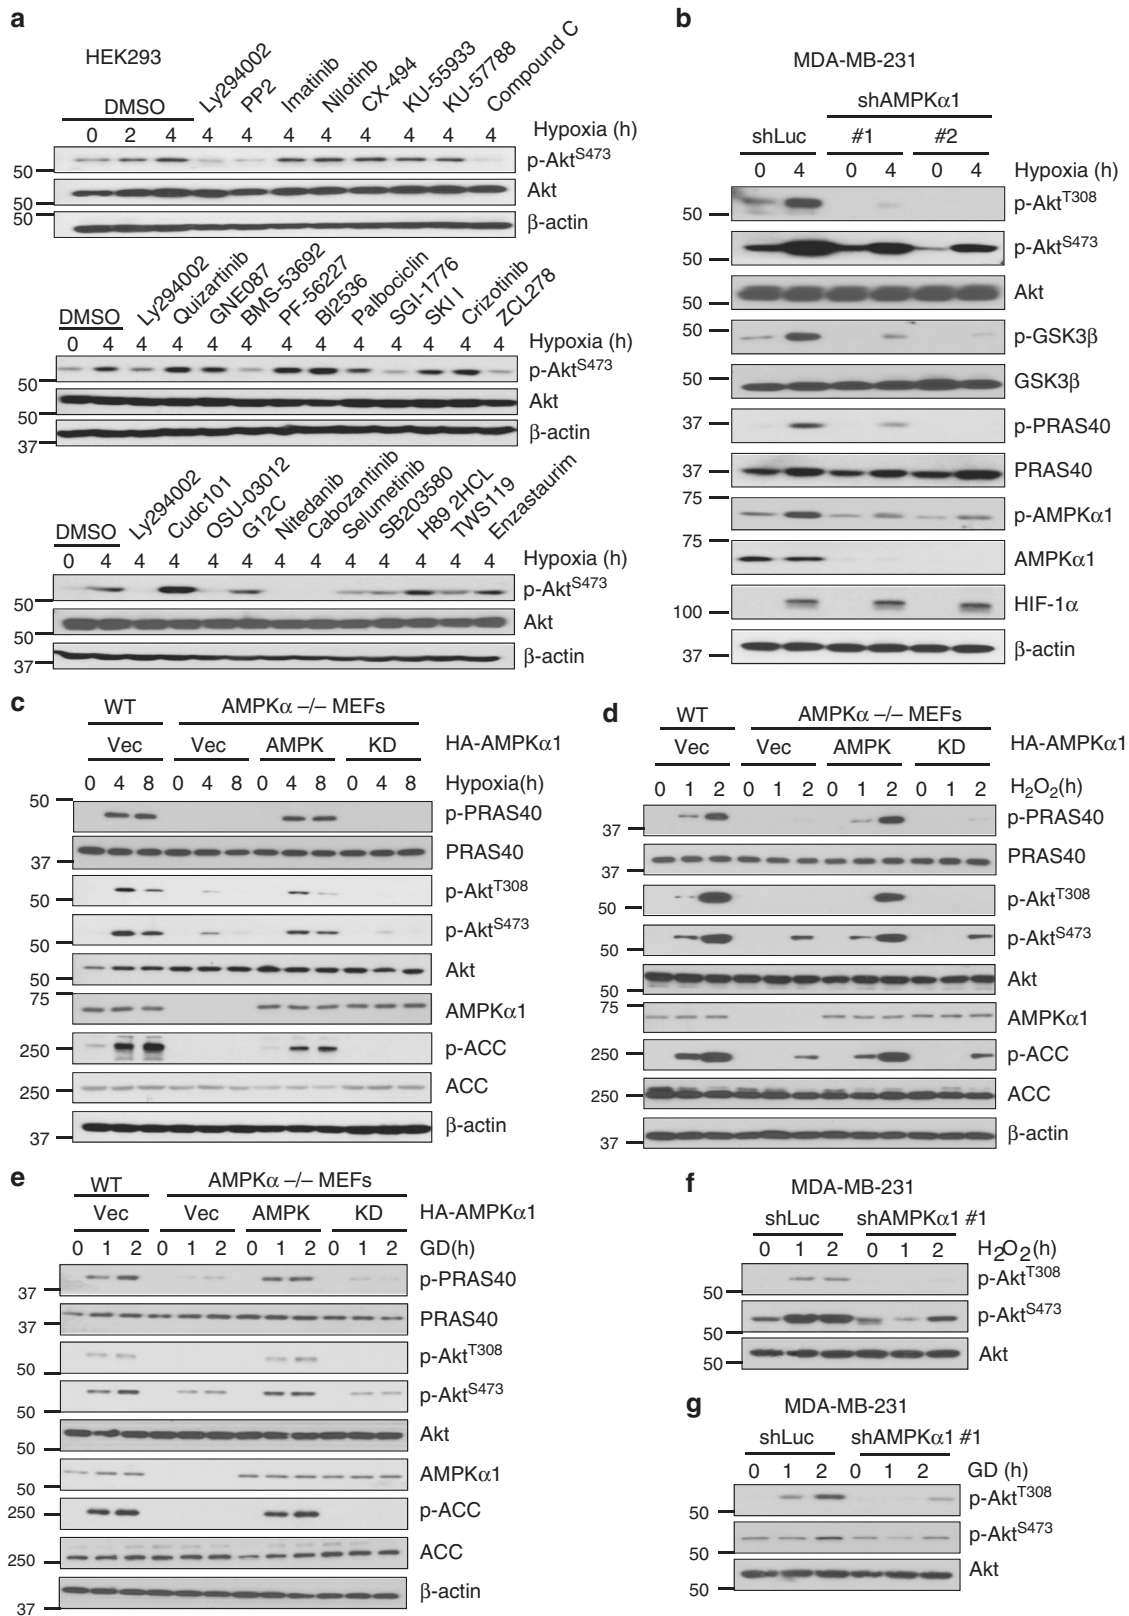 a
HEK293
DMSO Ly294002 PP2 Imatinib Nilotinb CX-494 KU-55933 KU-57788 Compound C
0 2 4 4 4 4 4 4 4 4 4 Hypoxia (h)
50 p-Akt^S473
50 Akt
50 β-actin
DMSO Ly294002 Quizartinib GNE087 BMS-53692 PF-56227 BI2536 Palbociclin SGI-1776 SKI I Crizotinib ZCL278
0 4 4 4 4 4 4 4 4 4 4 4 4 Hypoxia (h)
50 p-Akt^S473
50 Akt
37 β-actin
DMSO Ly294002 Cudc101 OSU-03012 G12C Nitedanib Cabozantinib Selumetinib SB203580 H89 2HCL TWS119 Enzastaurim
0 4 4 4 4 4 4 4 4 4 4 4 4 Hypoxia (h)
50 p-Akt^S473
50 Akt
37 β-actin
b
MDA-MB-231
shAMPKα1
shLuc #1 #2
0 4 0 4 0 4 Hypoxia (h)
50 p-Akt^T308
50 p-Akt^S473
50 Akt
50 p-GSK3β
50 GSK3β
37 p-PRAS40
37 PRAS40
75 p-AMPKα1
75 AMPKα1
100 HIF-1α
37 β-actin
c
WT AMPKα –/– MEFs
Vec Vec AMPK KD HA-AMPKα1
0 4 8 0 4 8 0 4 8 0 4 8 Hypoxia(h)
50 p-PRAS40
37 PRAS40
50 p-Akt^T308
50 p-Akt^S473
50 Akt
75 AMPKα1
250 p-ACC
250 ACC
37 β-actin
d
WT AMPKα –/– MEFs
Vec Vec AMPK KD HA-AMPKα1
0 1 2 0 1 2 0 1 2 0 1 2 H₂O₂(h)
37 p-PRAS40
37 PRAS40
50 p-Akt^T308
50 p-Akt^S473
50 Akt
75 AMPKα1
250 p-ACC
250 ACC
37 β-actin
e
WT AMPKα –/– MEFs
Vec Vec AMPK KD HA-AMPKα1
0 1 2 0 1 2 0 1 2 0 1 2 GD(h)
37 p-PRAS40
37 PRAS40
50 p-Akt^T308
50 p-Akt^S473
50 Akt
50 AMPKα1
250 p-ACC
250 ACC
37 β-actin
f
MDA-MB-231
shLuc shAMPKα1 #1
0 1 2 0 1 2 H₂O₂(h)
50 p-Akt^T308
50 p-Akt^S473
50 Akt
g
MDA-MB-231
shLuc shAMPKα1 #1
0 1 2 0 1 2 GD (h)
50 p-Akt^T308
50 p-Akt^S473
50 Akt